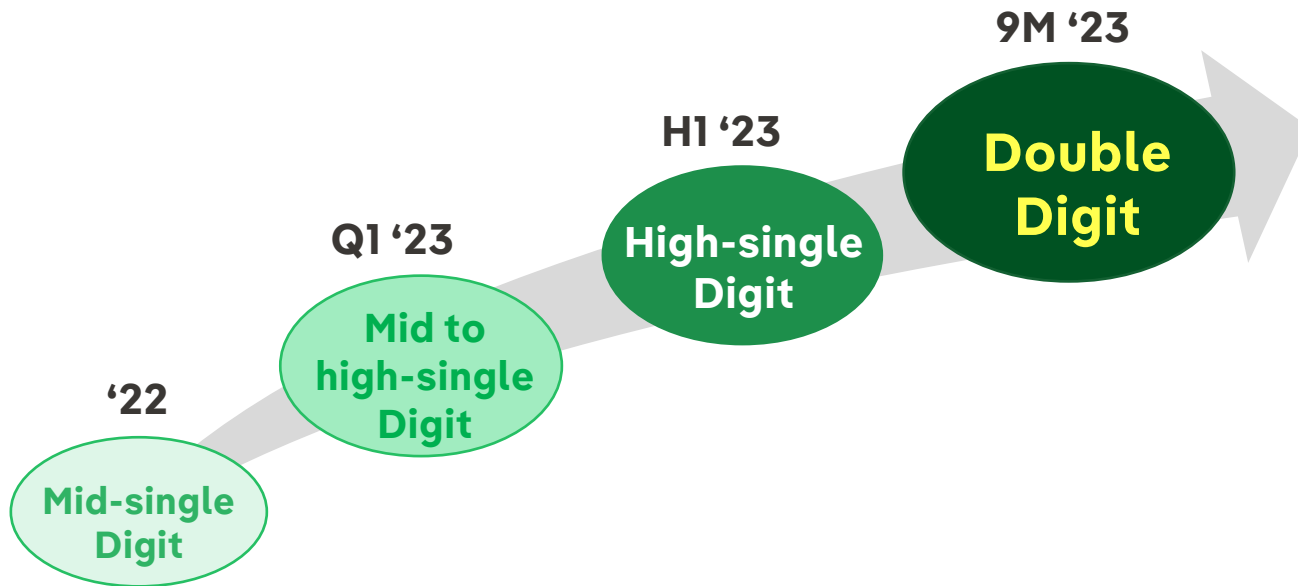 ‘22
Mid-single
Digit
Q1 ‘23
Mid to
high-single
Digit
H1 ‘23
High-single
Digit
9M ‘23
Double
Digit